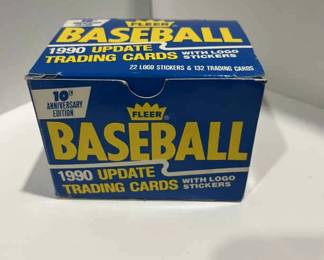 FLEER
BASEBALL
1990 UPDATE
TRADING CARDS
WITH LOGO
STICKERS
22 LOGO STICKERS & 132 TRADING CARDS
10TH
ANNIVERSARY
EDITION
FLEER
BASEBALL
1990 UPDATE
TRADING CARDS
WITH LOGO
STICKERS